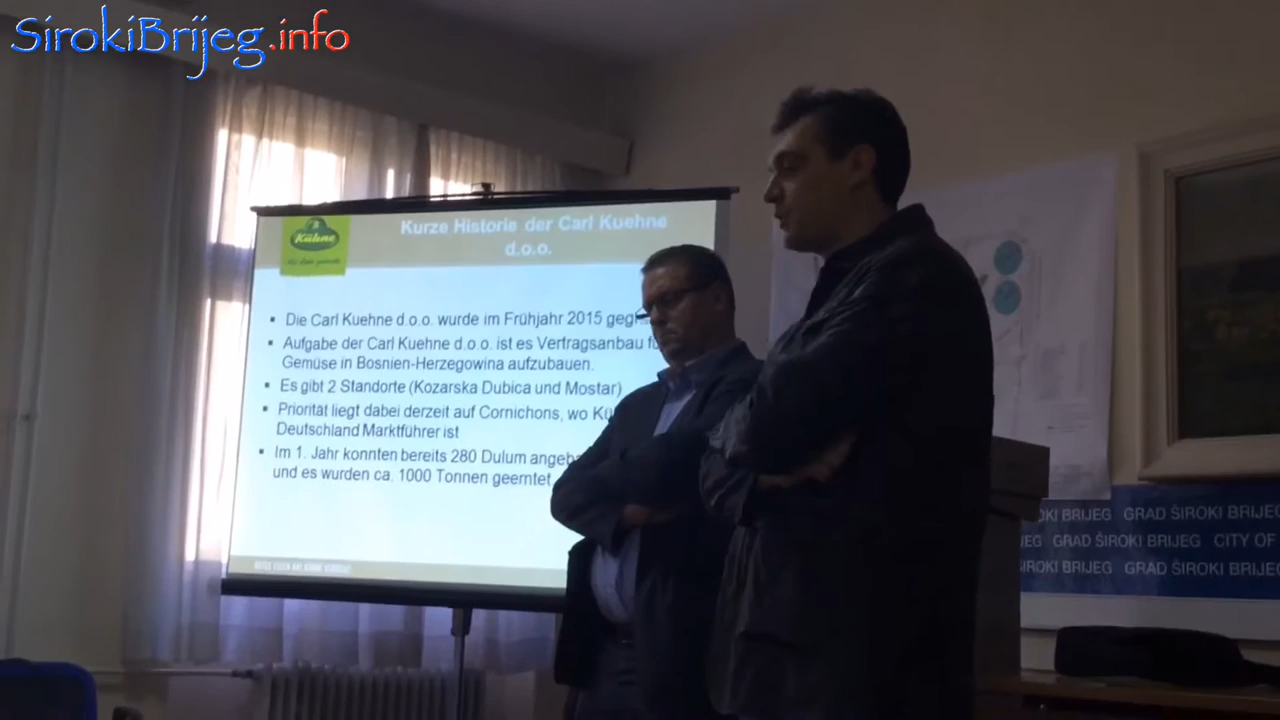 SirokiBrijeg.info
Kühne
Kurze Historie der Carl Kuehne
d.o.o.
▪ Die Carl Kuehne d.o.o. wurde im Frühjahr 2015
▪ Aufgabe der Carl Kuehne d.o.o. ist es Vertragsanbau
Gemüse in Bosnien-Herzegowina aufzubauen.
▪ Es gibt 2 Standorte (Kozarska Dubica und Mostar)
▪ Priorität liegt dabei derzeit auf Cornichons, wo
Deutschland Marktführer ist
▪ Im 1. Jahr konnten bereits 280 Dulum
und es wurden ca. 1000 Tonnen geerntet
BRIJEG GRAD ŠIROKI BRIJEG
GRAD ŠIROKI BRIJEG CITY OF
BRIJEG GRAD ŠIROKI BRIJEG